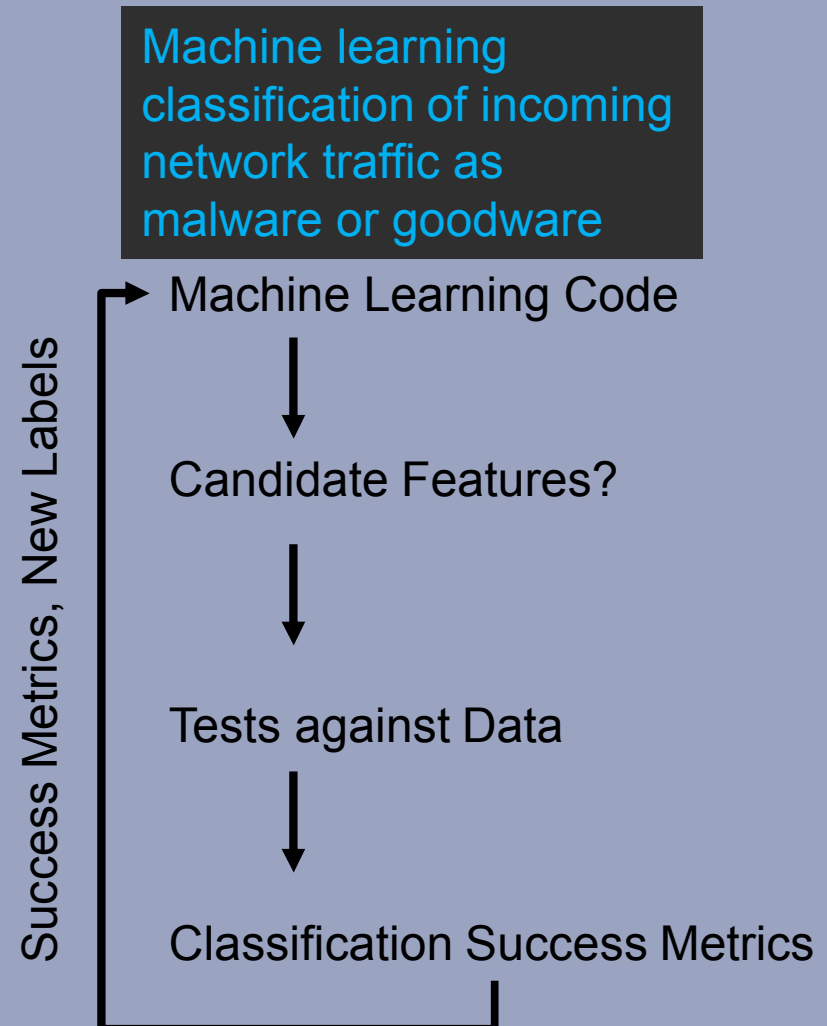 Machine learning
classification of incoming
network traffic as
malware or goodware
Machine Learning Code
Candidate Features?
Tests against Data
Classification Success Metrics
Success Metrics, New Labels